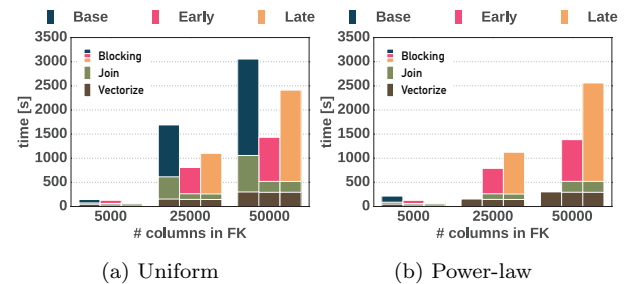 Base Early Late Base Early Late
3500
3000
2500
2000
1500
1000
500
0
time [s]
Blocking
Join
Vectorize
5000 25000 50000
# columns in FK
(a) Uniform
3500
3000
2500
2000
1500
1000
500
0
time [s]
Blocking
Join
Vectorize
5000 25000 50000
# columns in FK
(b) Power-law